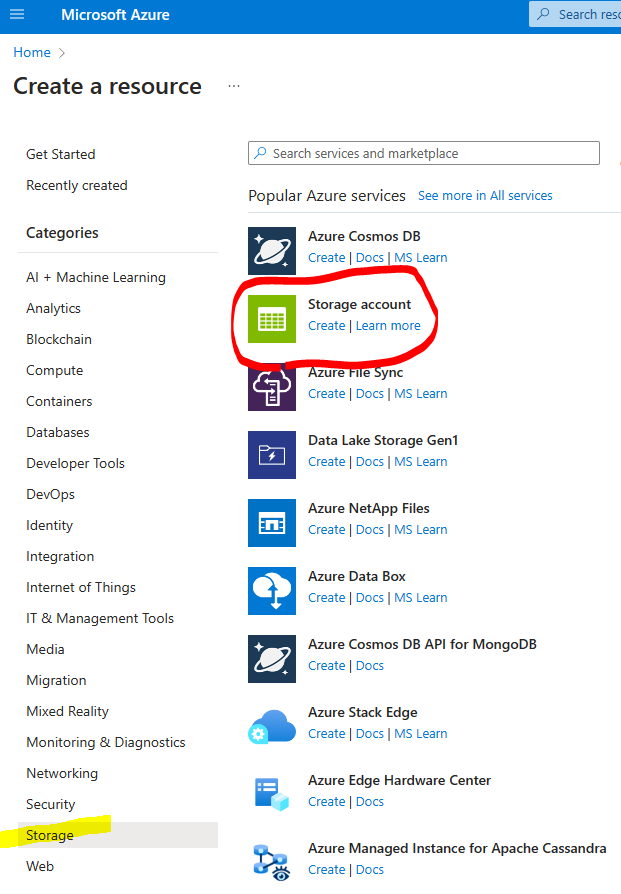 Microsoft Azure
Search reso
Home
Create a resource
...
Get Started
Recently created
Categories
AI + Machine Learning
Analytics
Blockchain
Compute
Containers
Databases
Developer Tools
DevOps
Identity
Integration
Internet of Things
IT & Management Tools
Media
Migration
Mixed Reality
Monitoring & Diagnostics
Networking
Security
Storage
Web
Search services and marketplace
Popular Azure services See more in All services
Azure Cosmos DB
Create | Docs | MS Learn
Storage account
Create | Learn more
Azure File Sync
Create | Docs | MS Learn
Data Lake Storage Gen1
Create | Docs | MS Learn
Azure NetApp Files
Create | Docs | MS Learn
Azure Data Box
Create | Docs | MS Learn
Azure Cosmos DB API for MongoDB
Create | Docs
Azure Stack Edge
Create | Docs | MS Learn
Azure Edge Hardware Center
Create | Docs
Azure Managed Instance for Apache Cassandra
Create | Docs